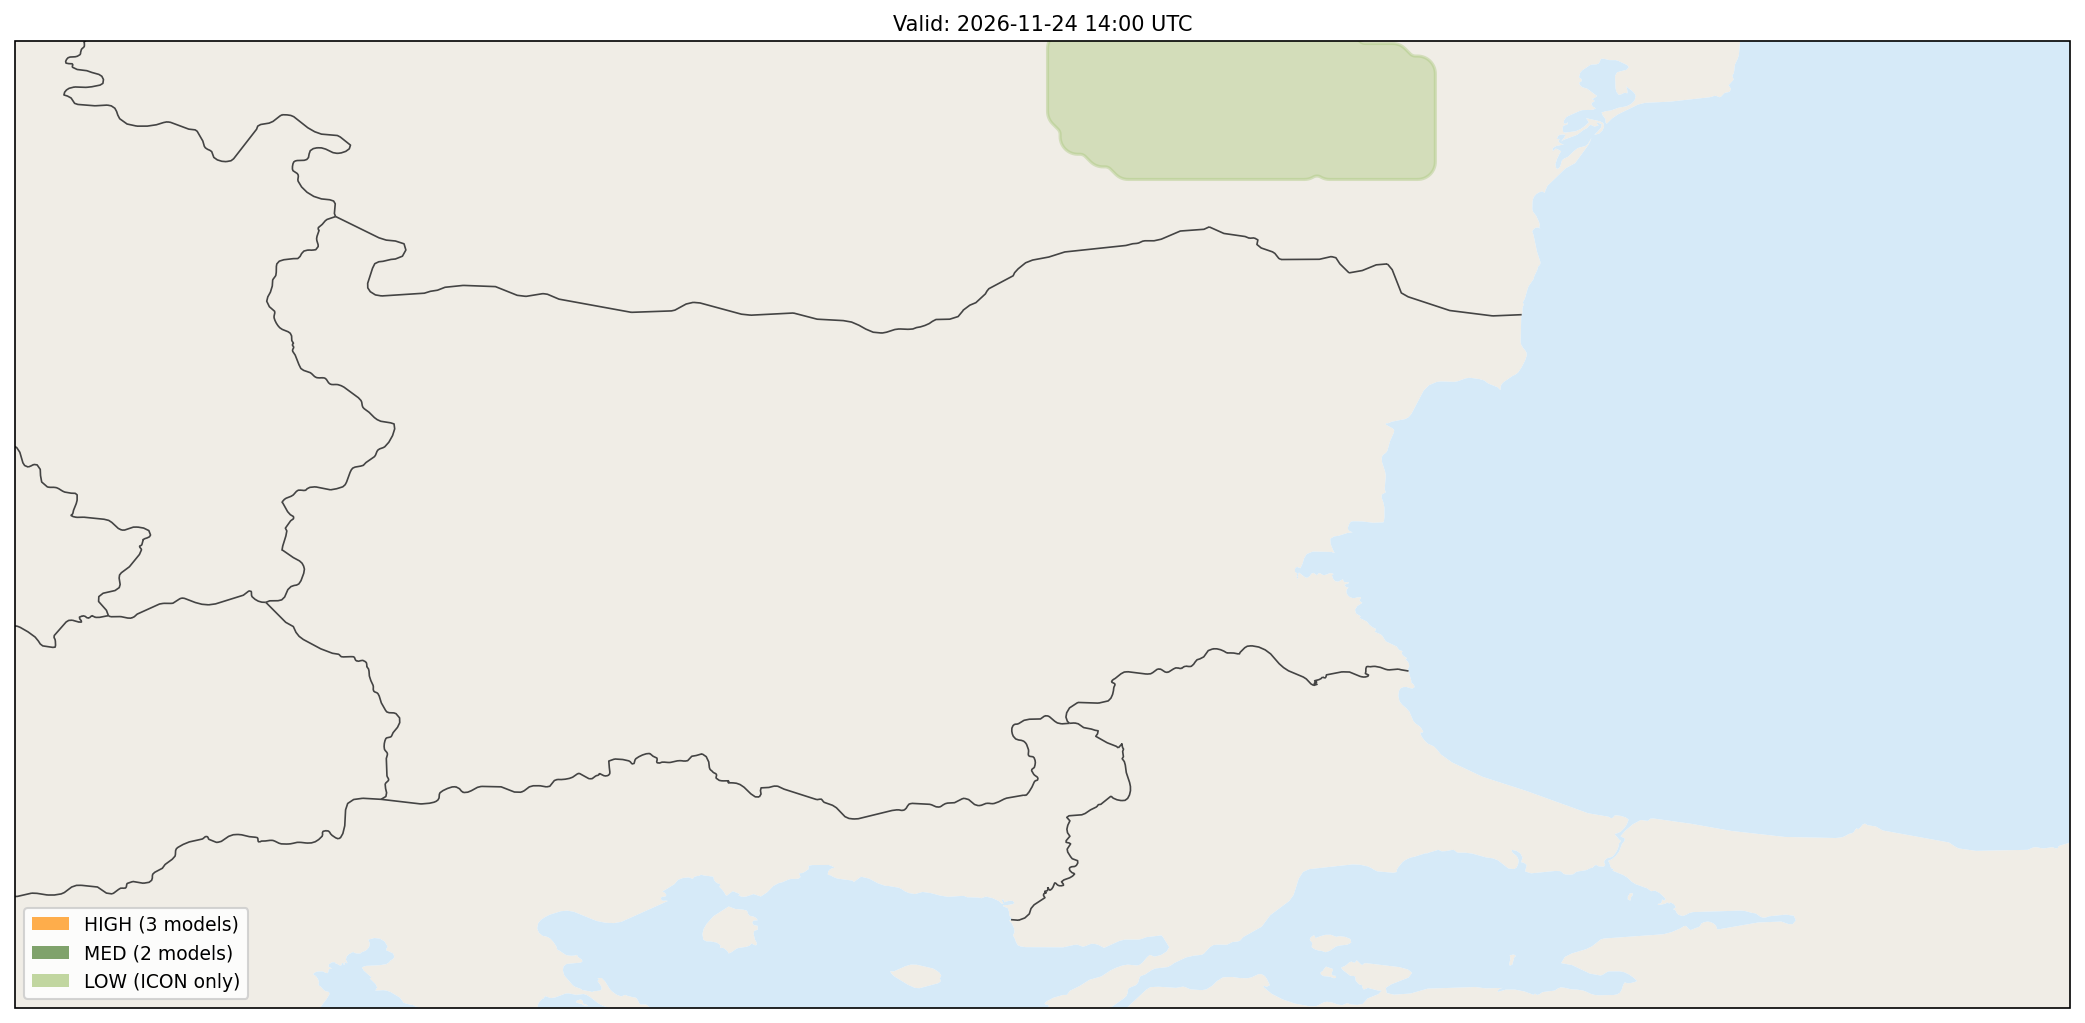 Valid: 2026-11-24 14:00 UTC
HIGH (3 models)
MED (2 models)
LOW (ICON only)